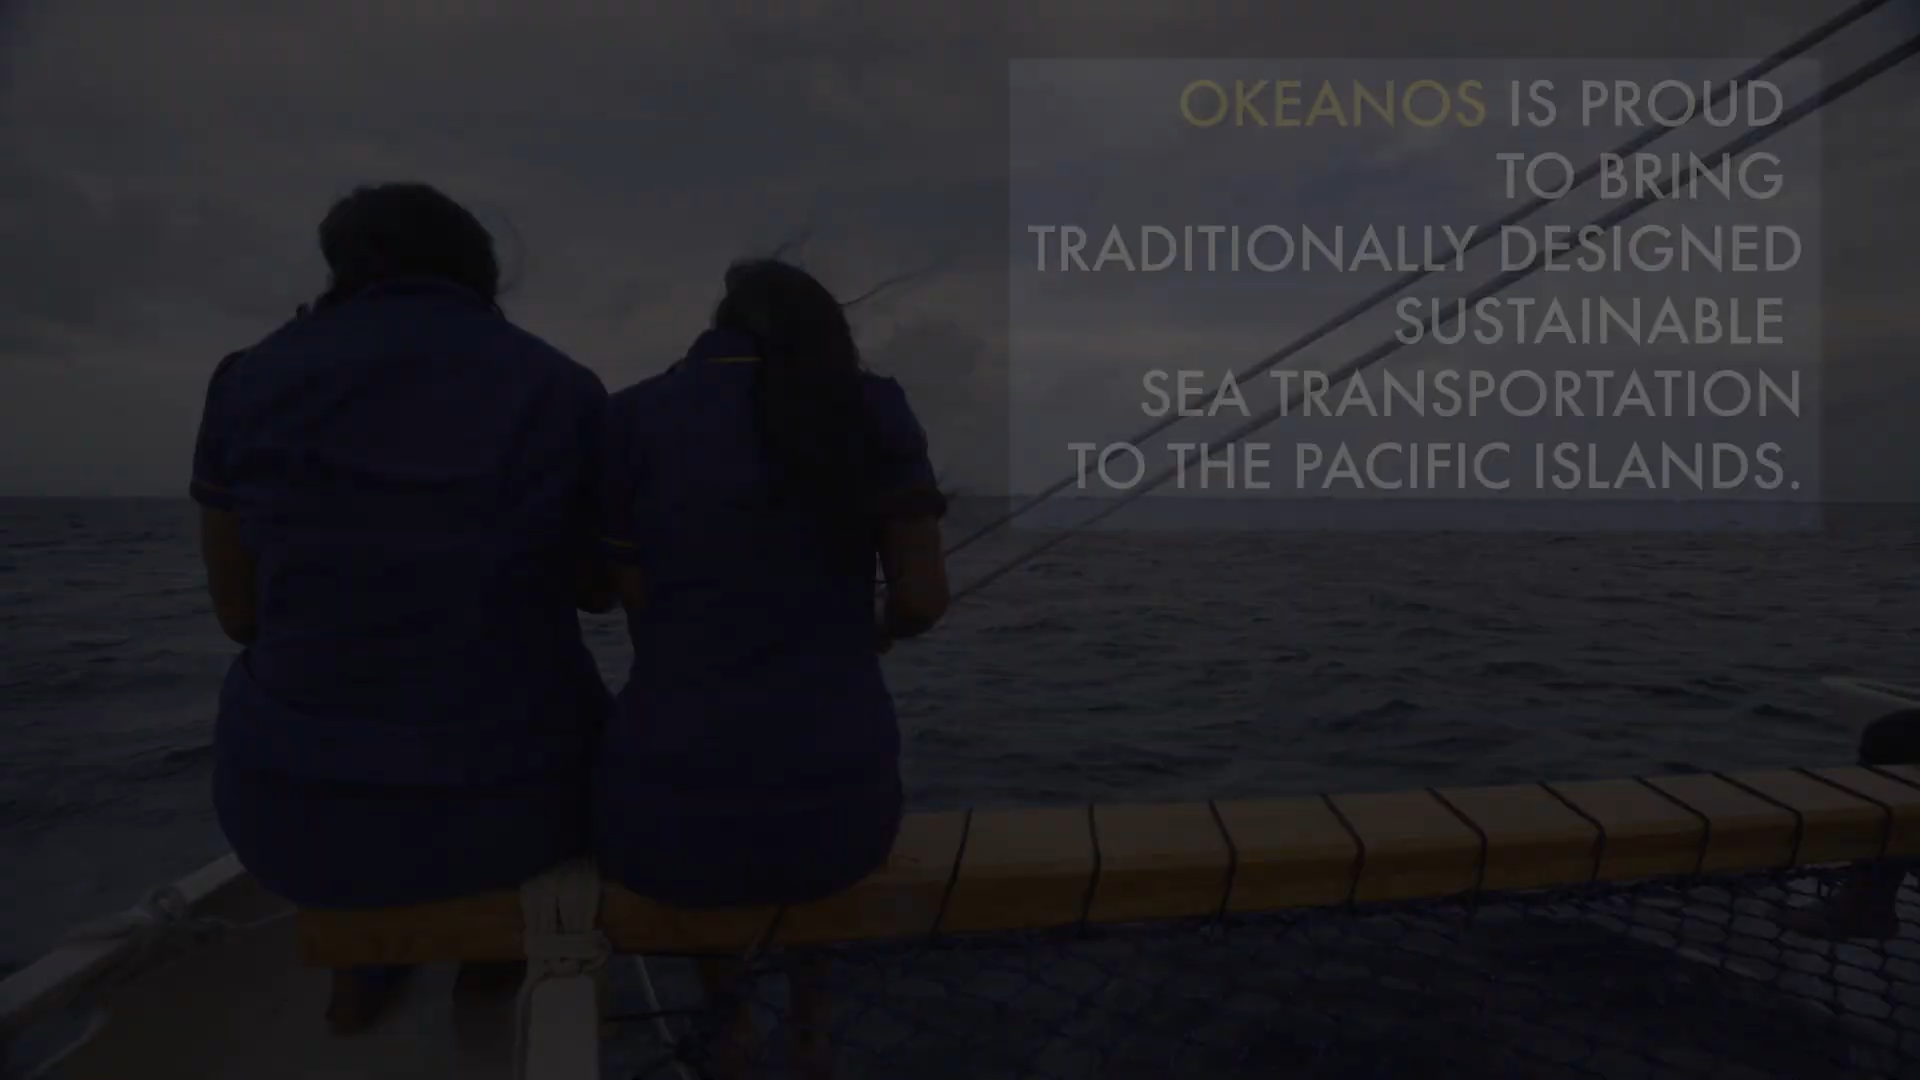 OKEANOS IS PROUD
TO BRING
TRADITIONALLY DESIGNED
SUSTAINABLE
SEA TRANSPORTATION
TO THE PACIFIC ISLANDS.